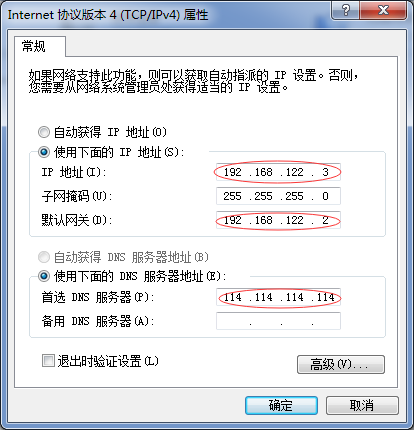 Internet 协议版本 4 (TCP/IPv4) 属性
常规
如果网络支持此功能，则可以获取自动指派的 IP 设置。否则，
您需要从网络系统管理员处获得适当的 IP 设置。
自动获得 IP 地址(O)
使用下面的 IP 地址(S):
IP 地址(I): 192 .168 .122 . 3
子网掩码(U): 255 .255 .255 . 0
默认网关(D): 192 .168 .122 . 2
自动获得 DNS 服务器地址(B)
使用下面的 DNS 服务器地址(E):
首选 DNS 服务器(P): 114 .114 .114 .114
备用 DNS 服务器(A): . . .
退出时验证设置(L)
高级(V)...
确定 取消